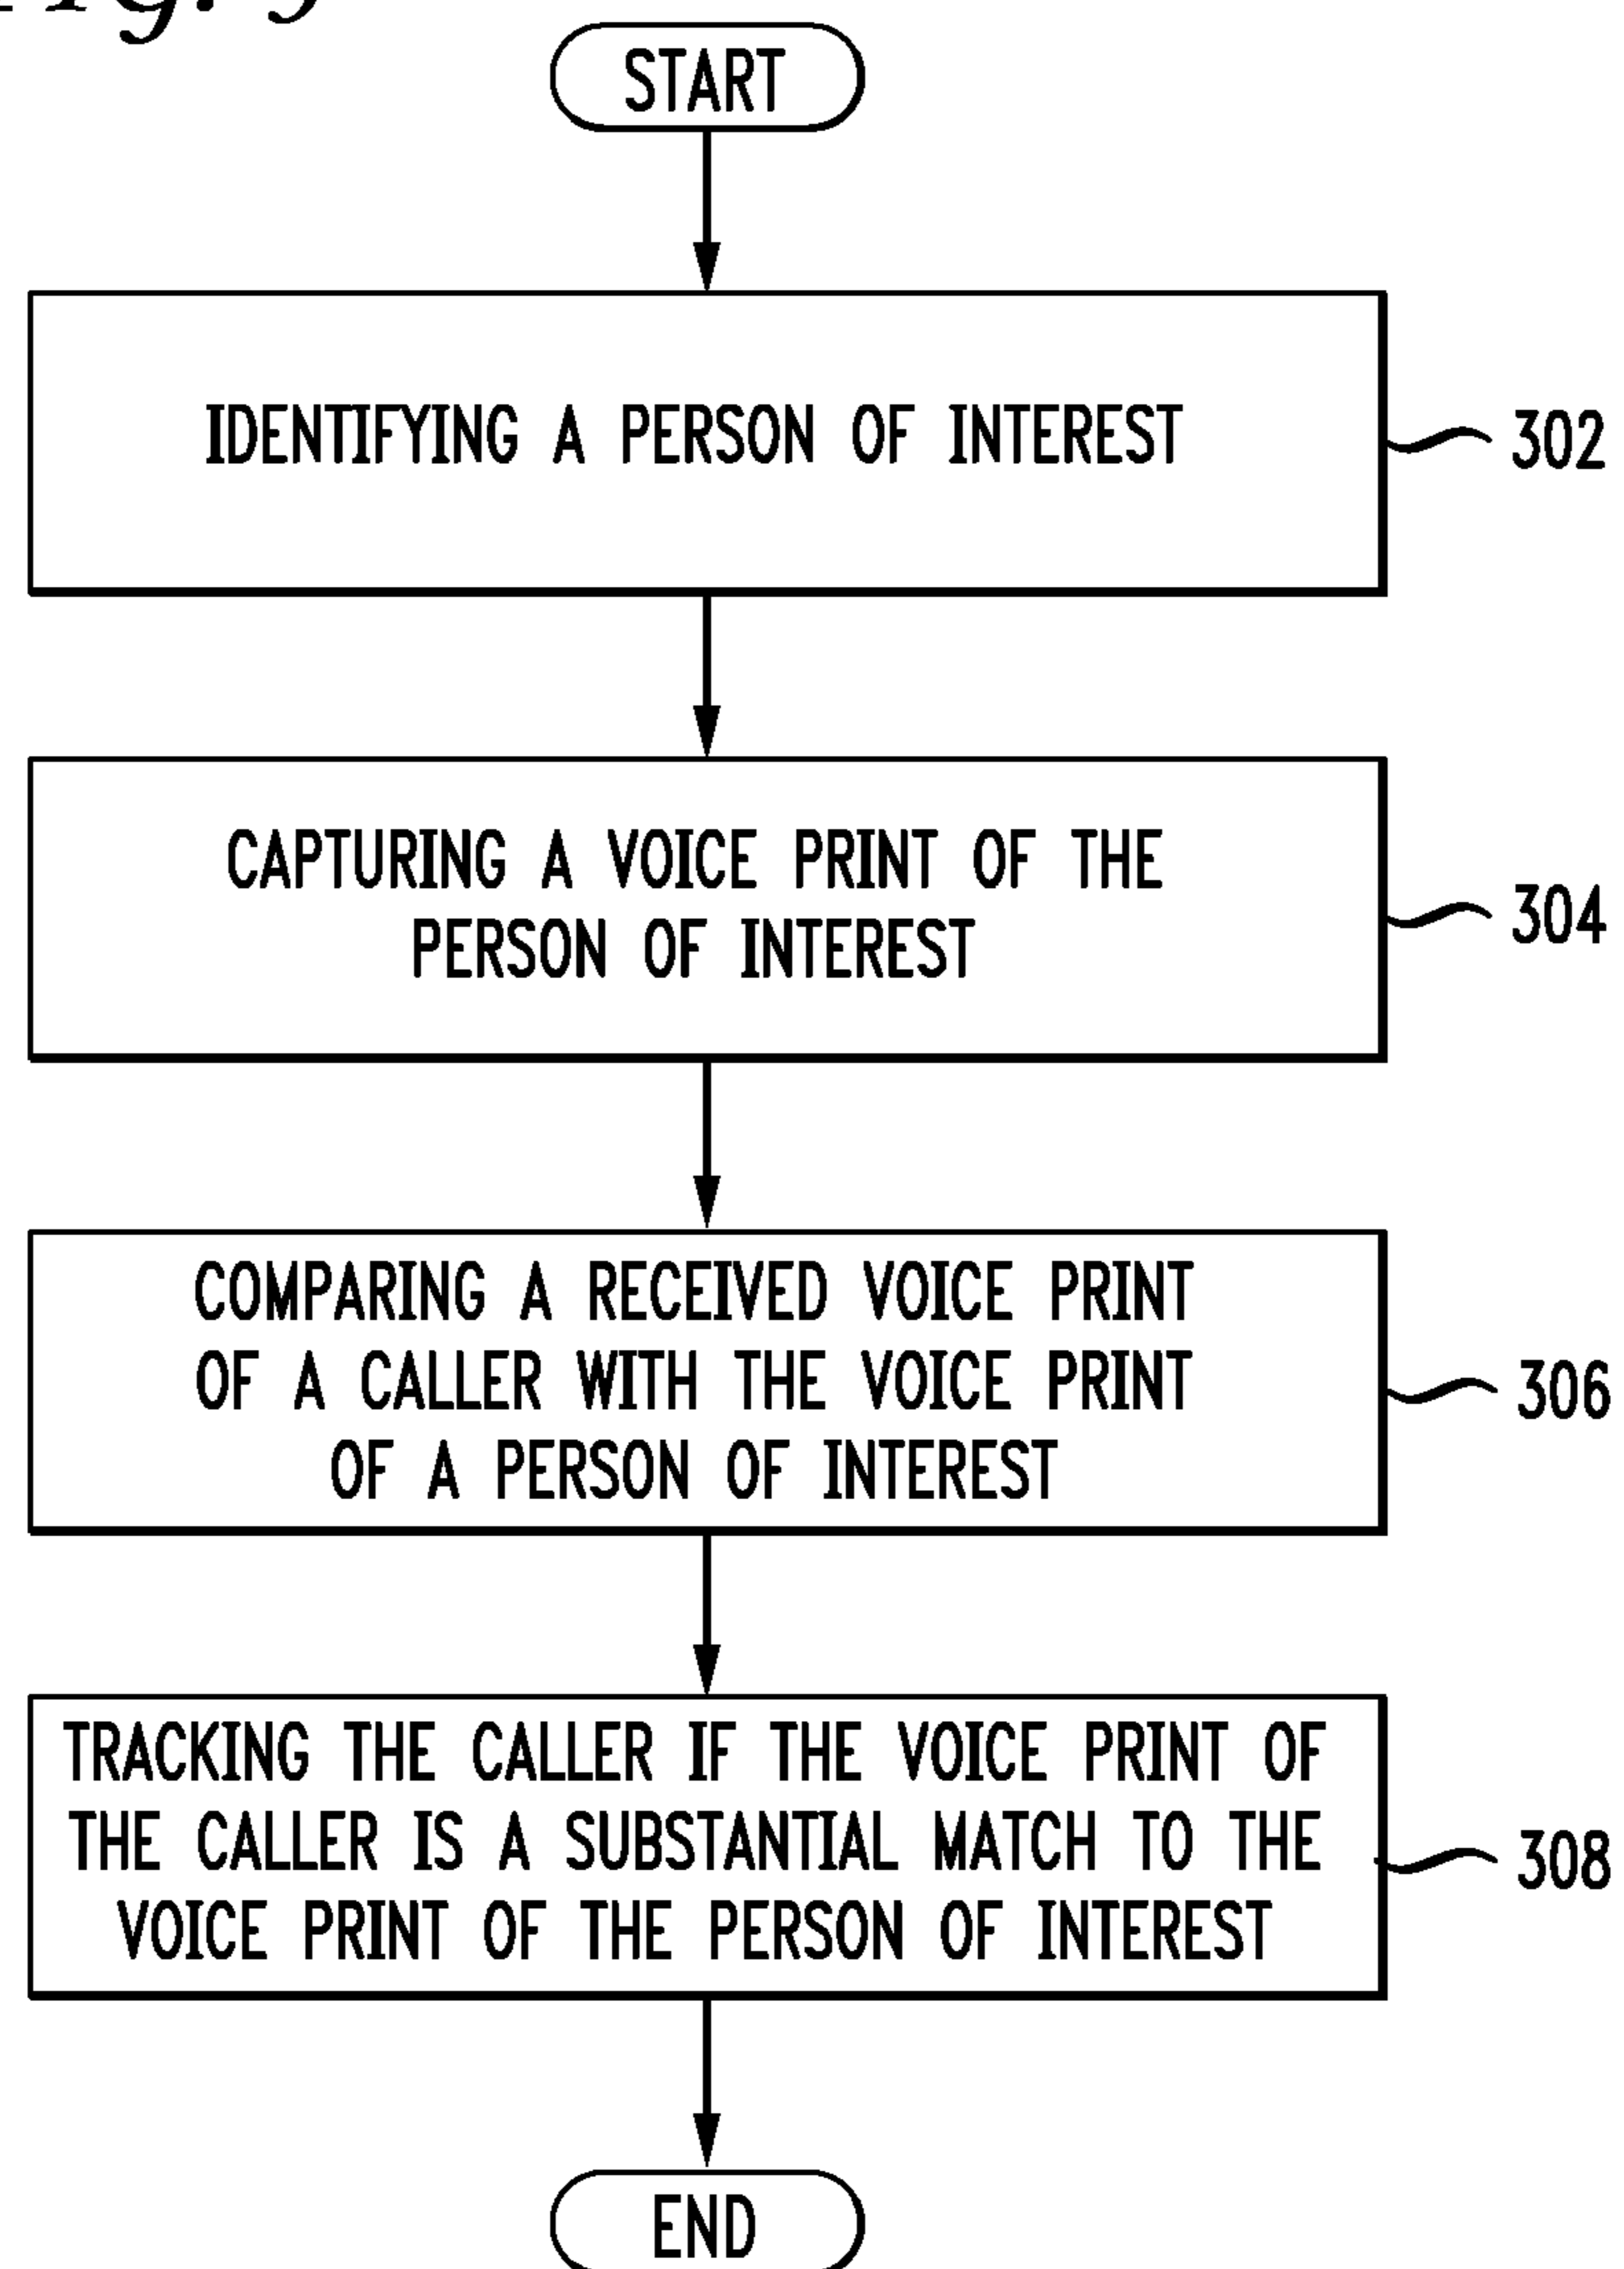 Fig. 3
START
IDENTIFYING A PERSON OF INTEREST
302
CAPTURING A VOICE PRINT OF THE
PERSON OF INTEREST
304
COMPARING A RECEIVED VOICE PRINT
OF A CALLER WITH THE VOICE PRINT
OF A PERSON OF INTEREST
306
TRACKING THE CALLER IF THE VOICE PRINT OF
THE CALLER IS A SUBSTANTIAL MATCH TO THE
VOICE PRINT OF THE PERSON OF INTEREST
308
END